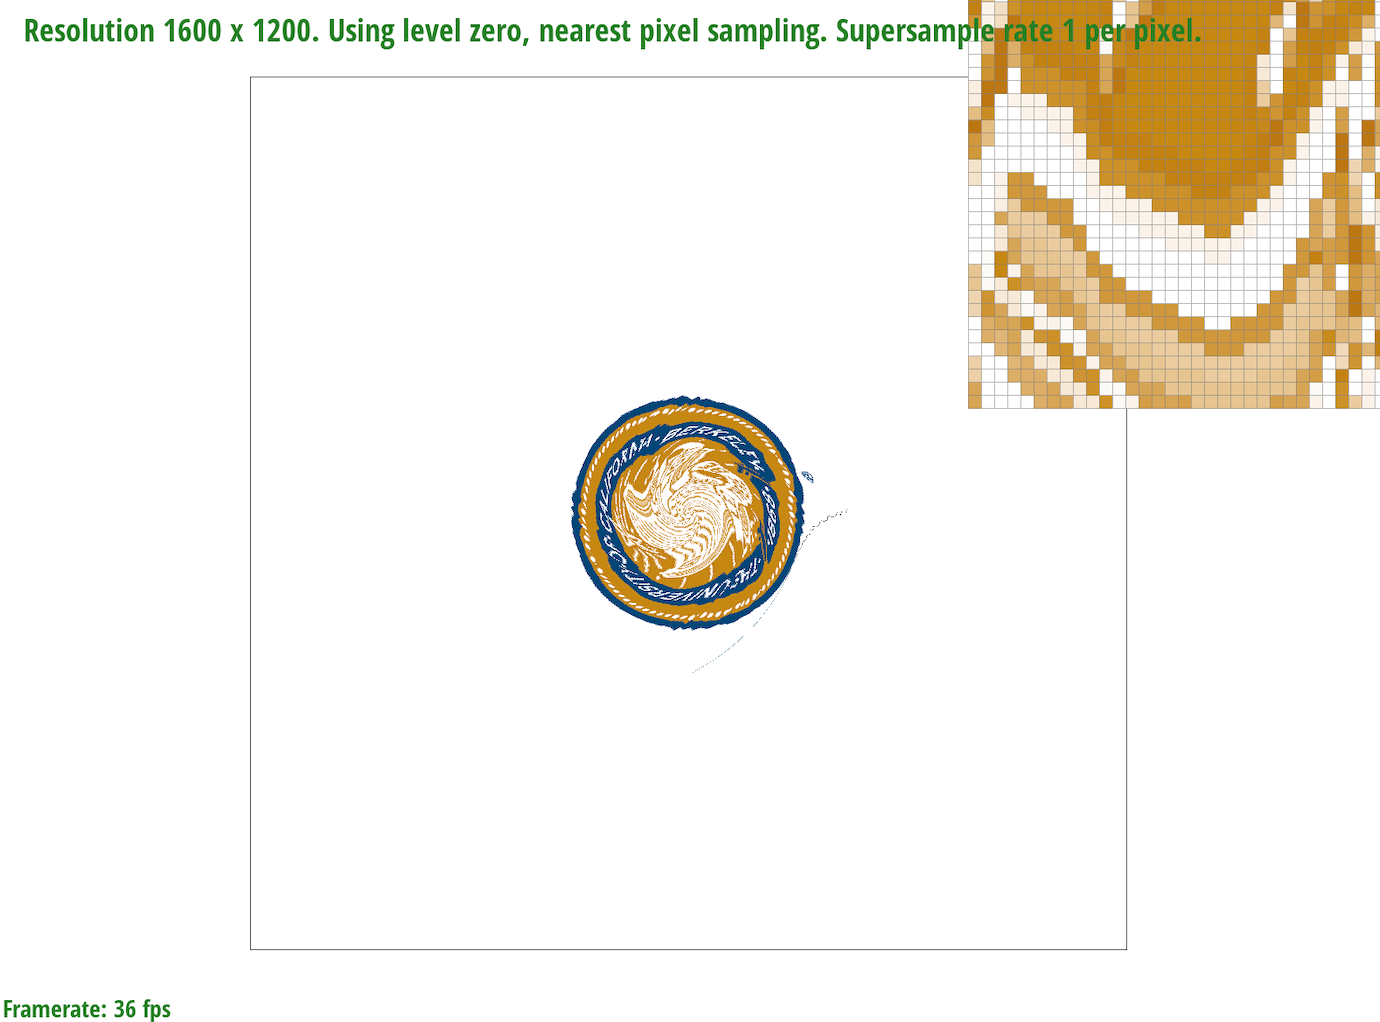 Resolution 1600 x 1200. Using level zero, nearest pixel sampling. Supersample rate 1 per pixel.
CALIFORNIA · BERKELEY
· THE UNIVERSITY OF
Framerate: 36 fps